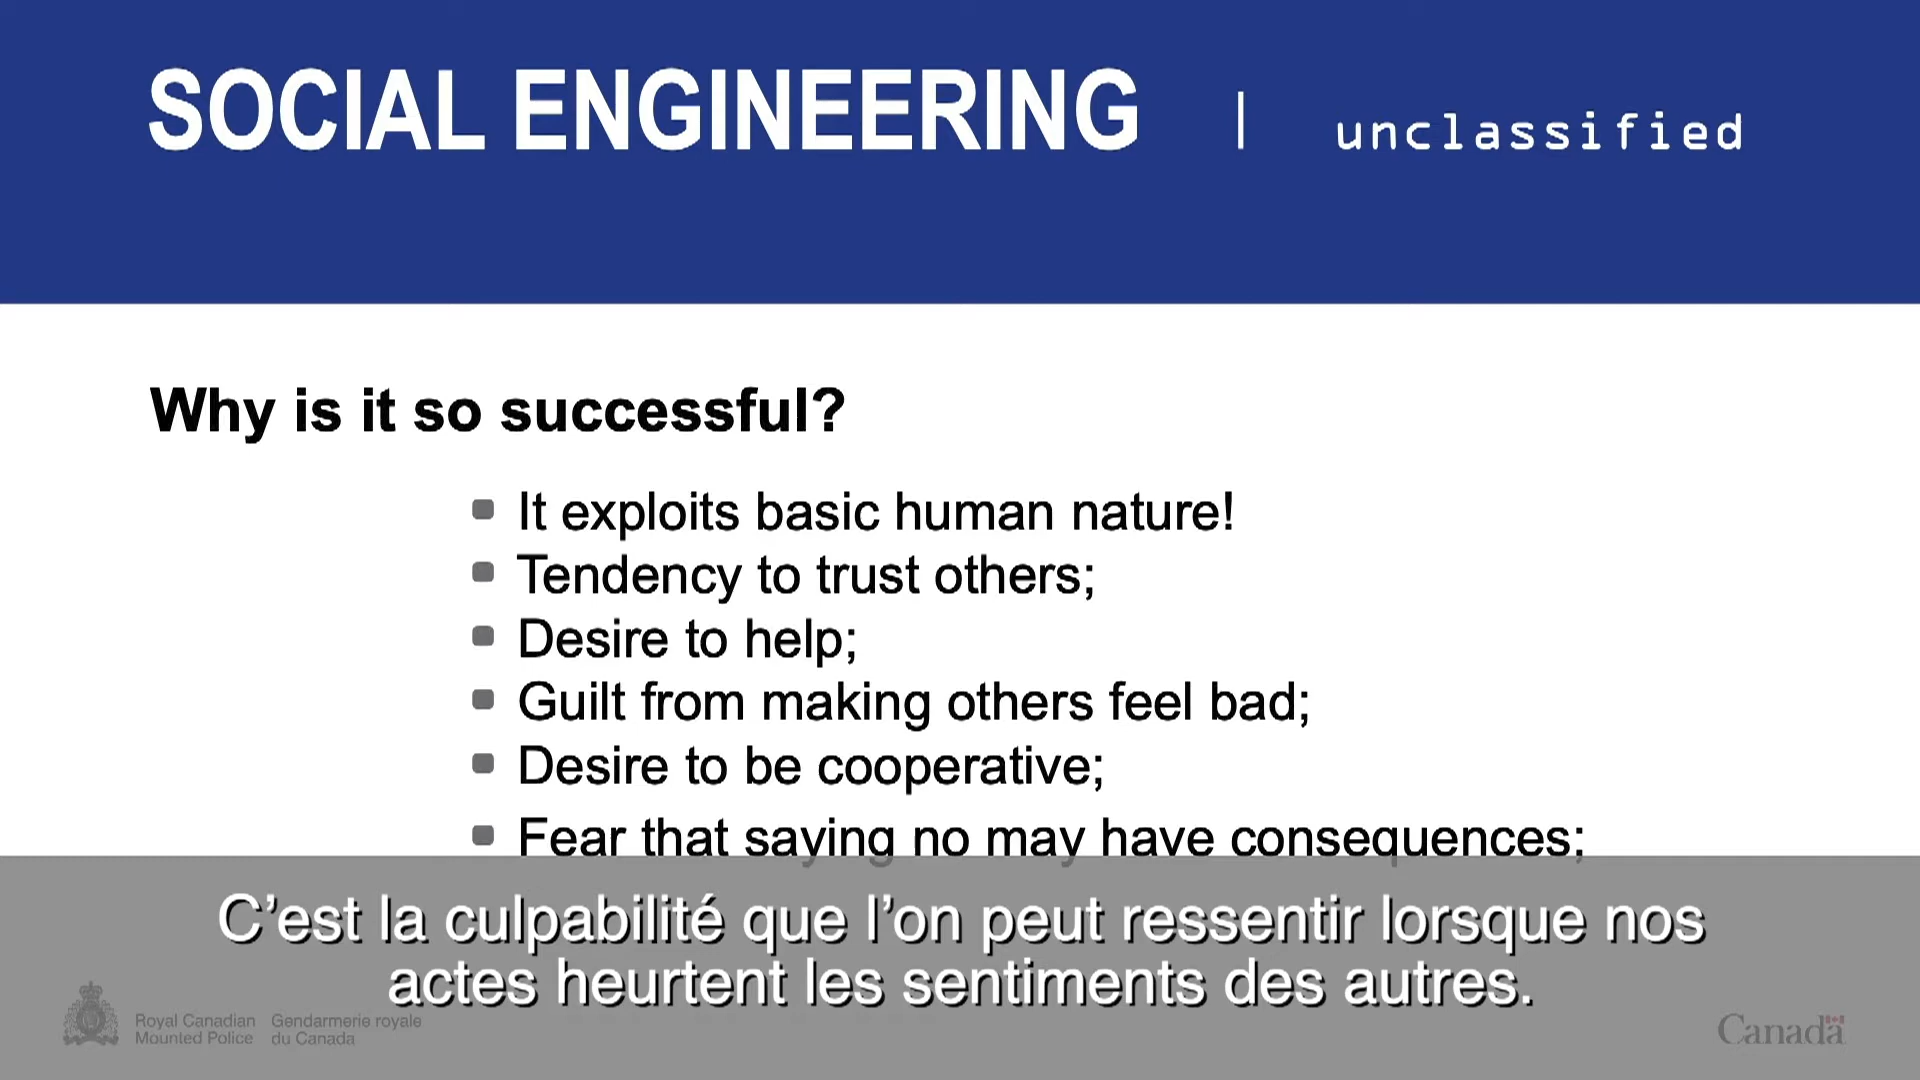 SOCIAL ENGINEERING | unclassified
Why is it so successful?
It exploits basic human nature!
Tendency to trust others;
Desire to help;
Guilt from making others feel bad;
Desire to be cooperative;
Fear that saying no may have consequences;
C'est la culpabilité que l'on peut ressentir lorsque nos
actes heurtent les sentiments des autres.
Royal Canadian Gendarmerie royale
Mounted Police du Canada
Canada